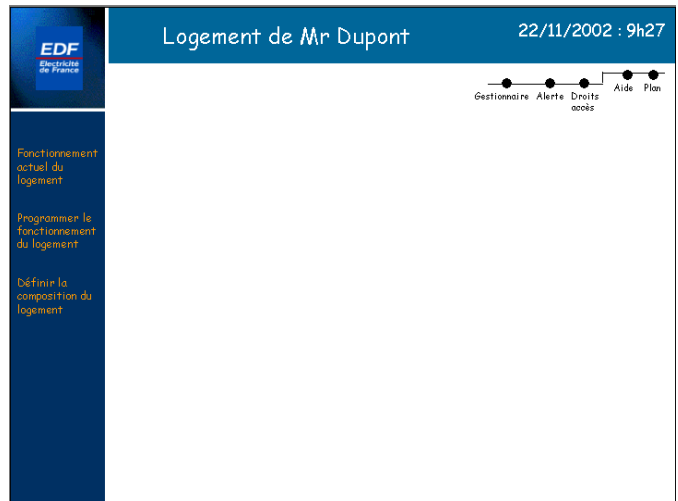 EDF
Electricité
de France
Logement de Mr Dupont
22/11/2002 : 9h27
Gestionnaire Alerte Droits
accès
Aide Plan
Fonctionnement
actuel du
logement
Programmer le
fonctionnement
du logement
Définir la
composition du
logement